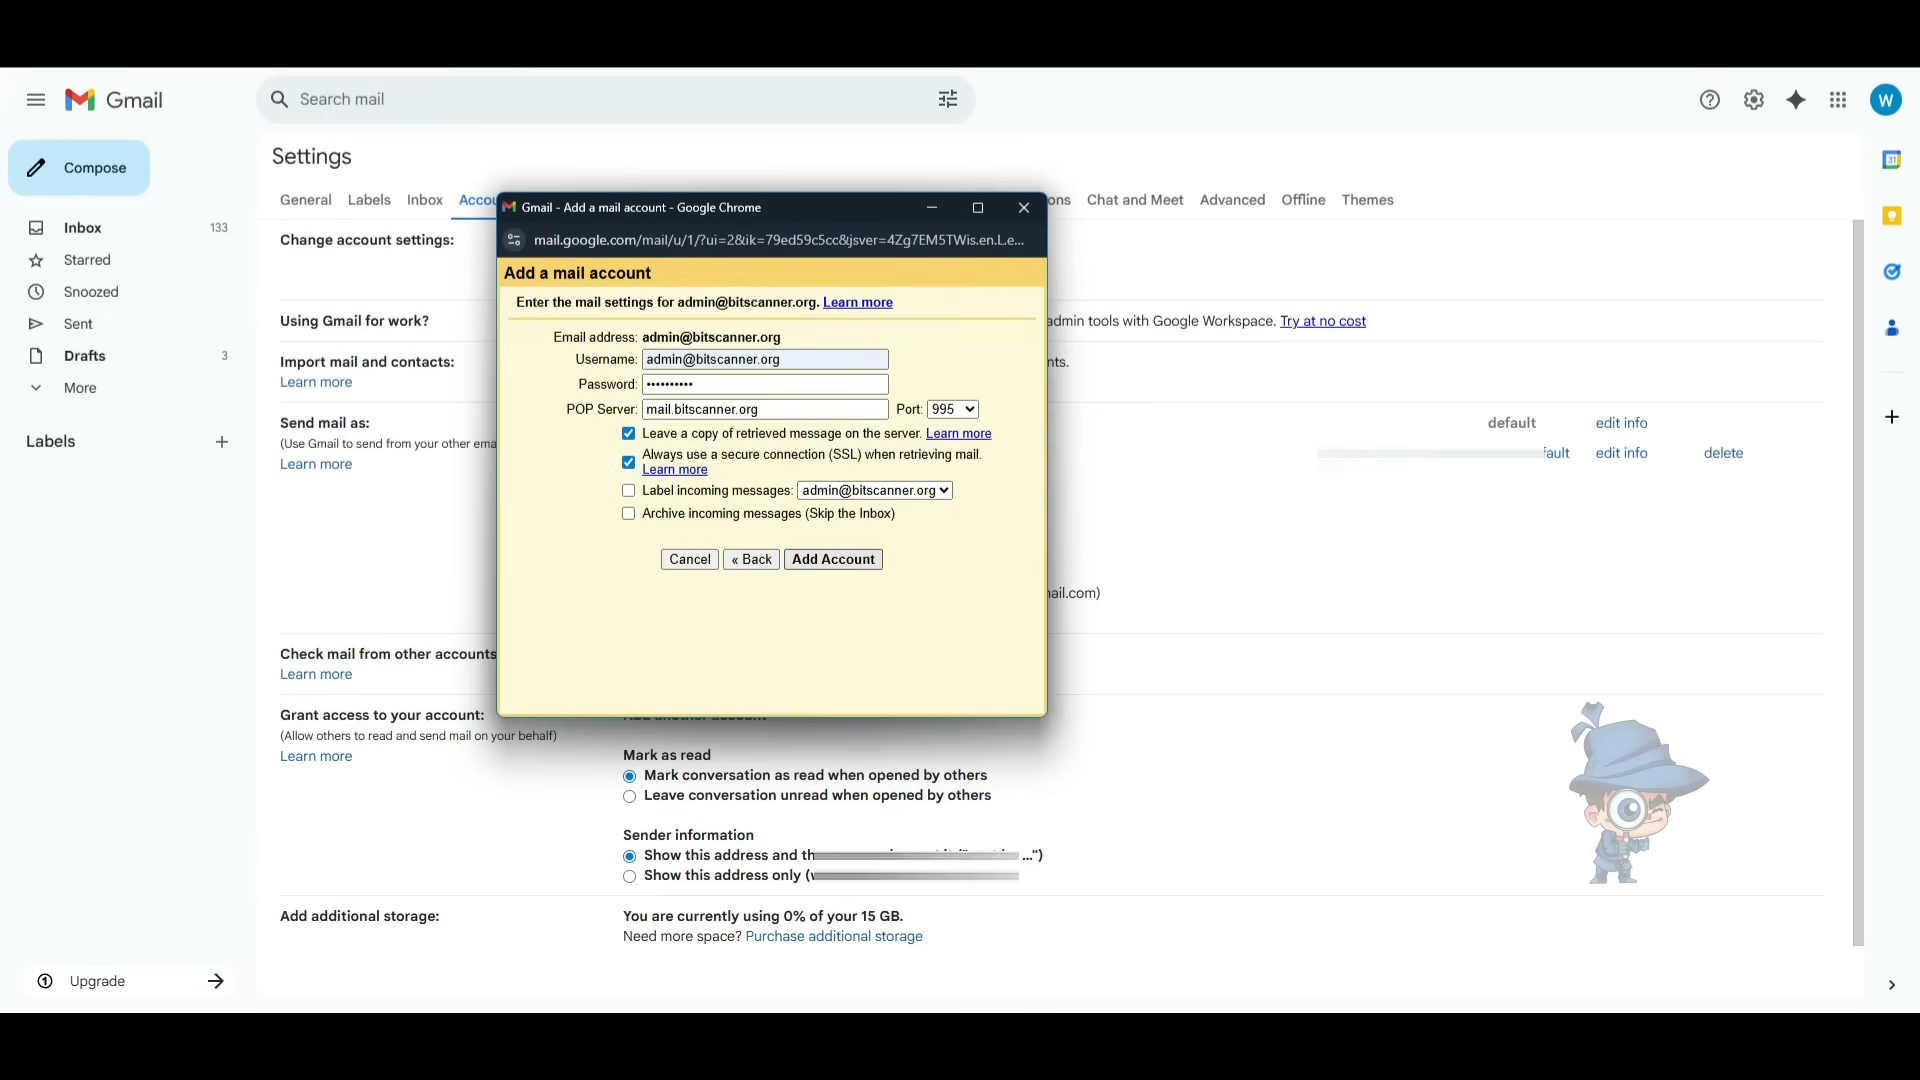 Gmail
Search mail
W
Compose
Inbox 133
Starred
Snoozed
Sent
Drafts 3
More
Labels
Upgrade
Settings
General Labels Inbox Chat and Meet Advanced Offline Themes
Change account settings:
Using Gmail for work?
admin tools with Google Workspace. Try at no cost
Import mail and contacts:
Learn more
Send mail as:
(Use Gmail to send from your other
Learn more
default edit info
edit info delete
Check mail from other accounts
Learn more
Grant access to your account:
(Allow others to read and send mail on your behalf)
Learn more
Mark as read
Mark conversation as read when opened by others
Leave conversation unread when opened by others
Sender information
Show this address and
Show this address only (
Add additional storage:
You are currently using 0% of your 15 GB.
Need more space? Purchase additional storage
Gmail - Add a mail account - Google Chrome
mail.google.com/mail/u/1/?ui=2&ik=79ed59c5cc&jsver=4Zg7EM5TWis.en.L.e...
Add a mail account
Enter the mail settings for admin@bitscanner.org. Learn more
Email address: admin@bitscanner.org
Username: admin@bitscanner.org
Password: ••••••••••
POP Server: mail.bitscanner.org Port: 995
Leave a copy of retrieved message on the server. Learn more
Always use a secure connection (SSL) when retrieving mail.
Learn more
Label incoming messages: admin@bitscanner.org
Archive incoming messages (Skip the Inbox)
Cancel « Back Add Account